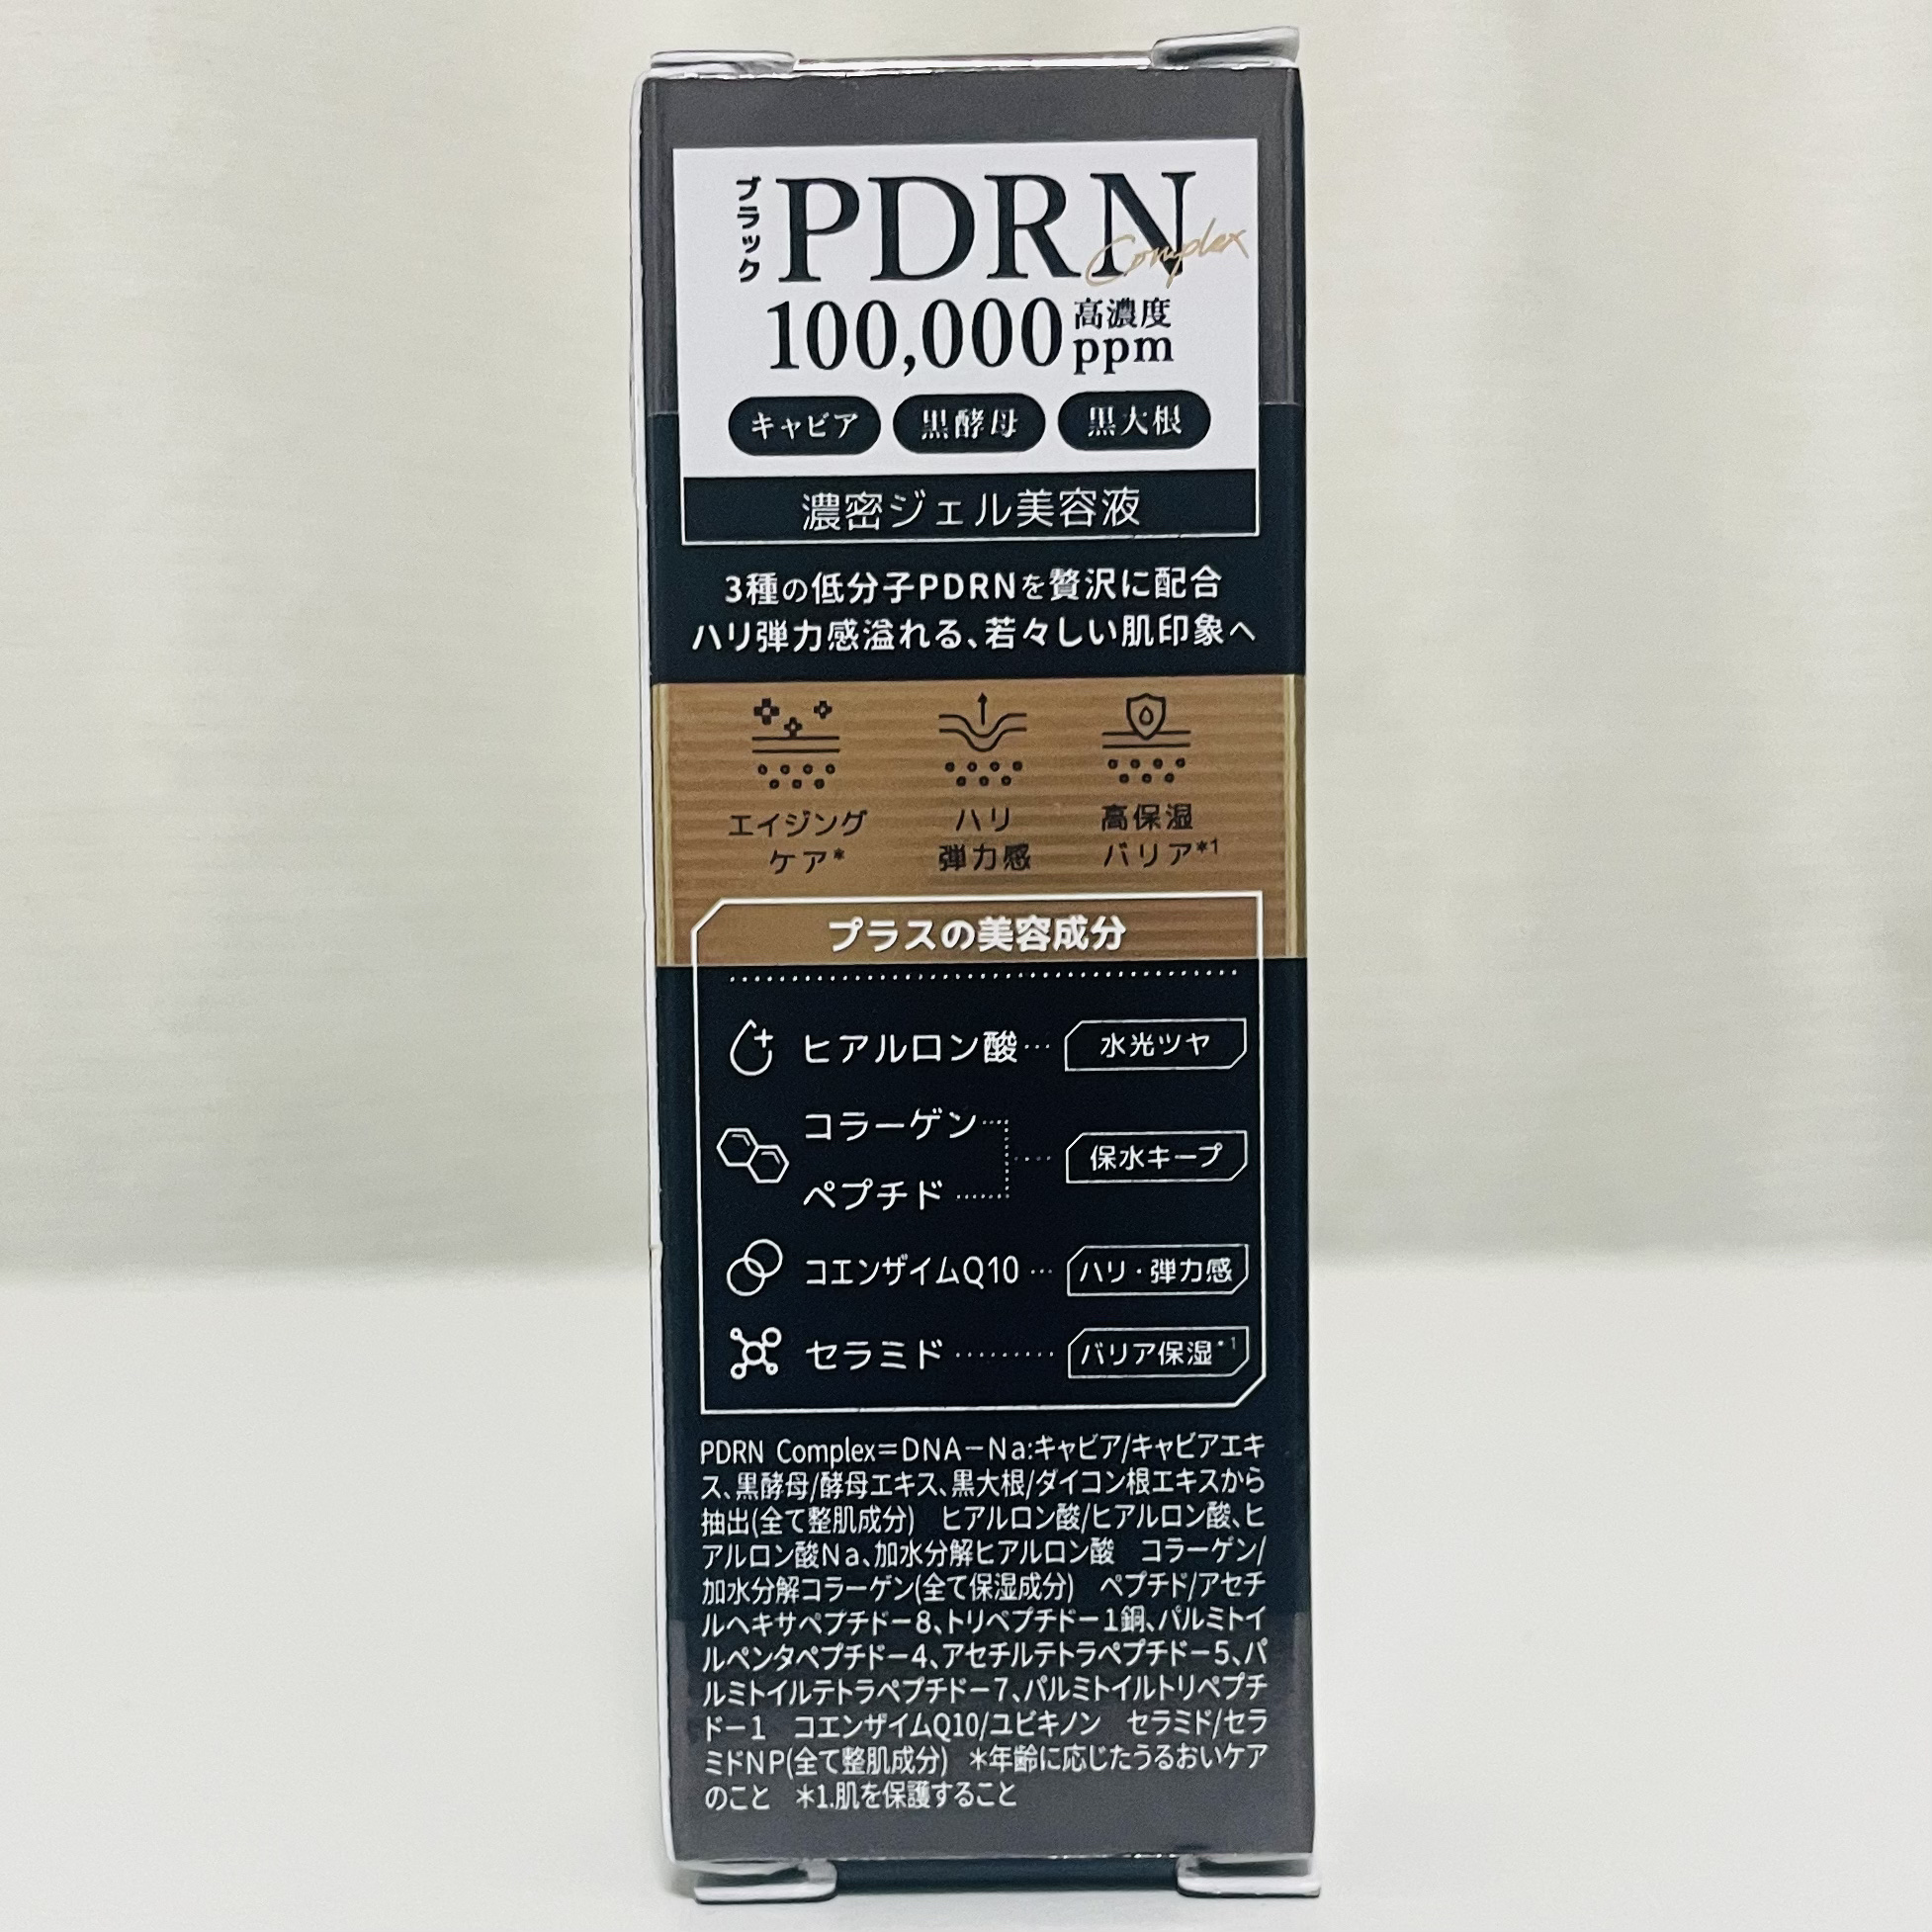 ブラック
PDRN
Complex
100,000 高濃度 ppm
キャビア 黒酵母 黒大根
濃密ジェル美容液
3種の低分子PDRNを贅沢に配合
ハリ弾力感溢れる、若々しい肌印象へ
エイジング ケア*
ハリ 弾力感
高保湿 バリア*1
プラスの美容成分
ヒアルロン酸… 水光ツヤ
コラーゲン…
ペプチド…… 保水キープ
コエンザイムQ10… ハリ・弾力感
セラミド……… バリア保湿*1
PDRN Complex=DNA-Na:キャビア/キャビアエキ
ス、黒酵母/酵母エキス、黒大根/ダイコン根エキスから
抽出(全て整肌成分) ヒアルロン酸/ヒアルロン酸、ヒ
アルロン酸Na、加水分解ヒアルロン酸 コラーゲン/
加水分解コラーゲン(全て保湿成分) ペプチド/アセチ
ルヘキサペプチドー8、トリペプチドー1銅、パルミトイ
ルペンタペプチドー4、アセチルテトラペプチドー5、パ
ルミトイルテトラペプチドー7、パルミトイルトリペプチ
ドー1 コエンザイムQ10/ユビキノン セラミド/セラ
ミドNP(全て整肌成分) *年齢に応じたうるおいケア
のこと *1.肌を保護すること